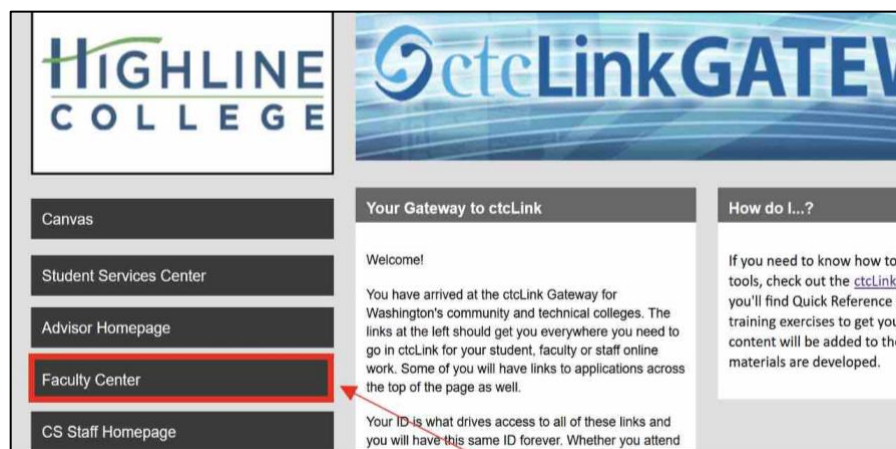 HIGHLINE
COLLEGE
ctcLinkGATEW
Canvas
Student Services Center
Advisor Homepage
Faculty Center
CS Staff Homepage
Your Gateway to ctcLink
Welcome!
You have arrived at the ctcLink Gateway for
Washington's community and technical colleges. The
links at the left should get you everywhere you need to
go in ctcLink for your student, faculty or staff online
work. Some of you will have links to applications across
the top of the page as well.
Your ID is what drives access to all of these links and
you will have this same ID forever. Whether you attend
How do I...?
If you need to know how to
tools, check out the ctcLink
you'll find Quick Reference
training exercises to get you
content will be added to the
materials are developed.